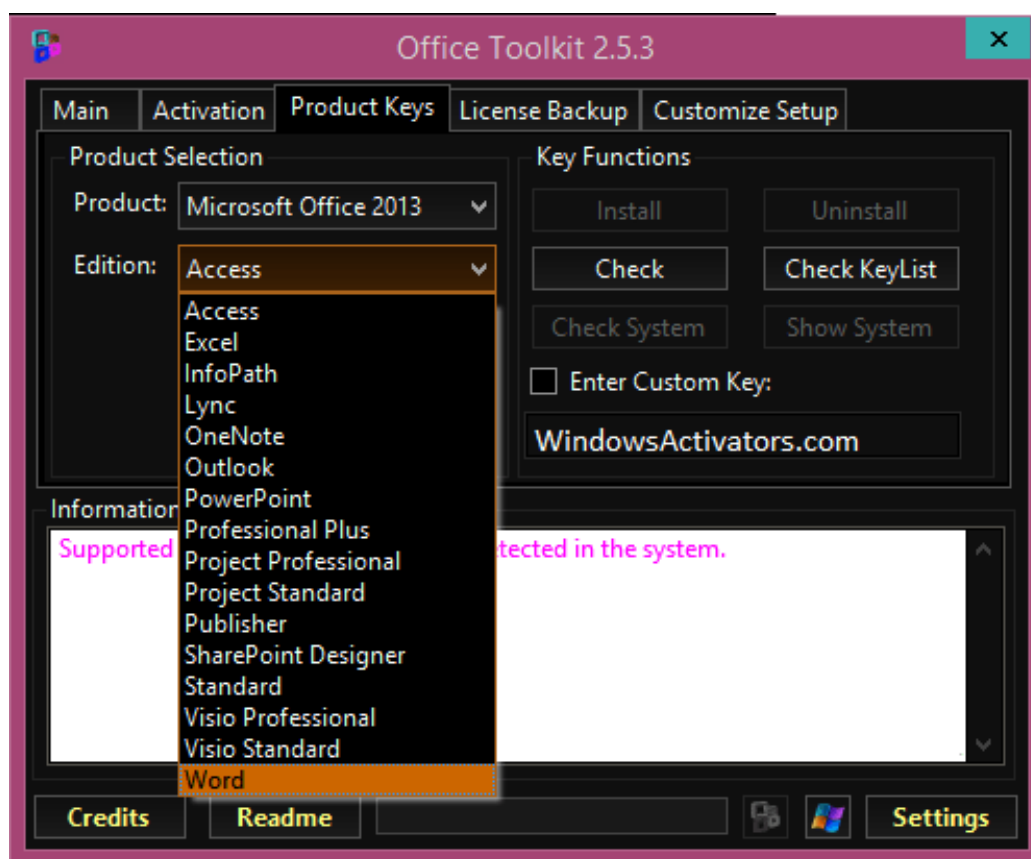 Office Toolkit 2.5.3
Main Activation Product Keys License Backup Customize Setup
Product Selection
Product: Microsoft Office 2013
Edition: Access
Access
Excel
InfoPath
Lync
OneNote
Outlook
PowerPoint
Professional Plus
Project Professional
Project Standard
Publisher
SharePoint Designer
Standard
Visio Professional
Visio Standard
Word
Key Functions
Install Uninstall
Check Check KeyList
Check System Show System
Enter Custom Key:
WindowsActivators.com
Information
Supported in the system.
Credits Readme Settings